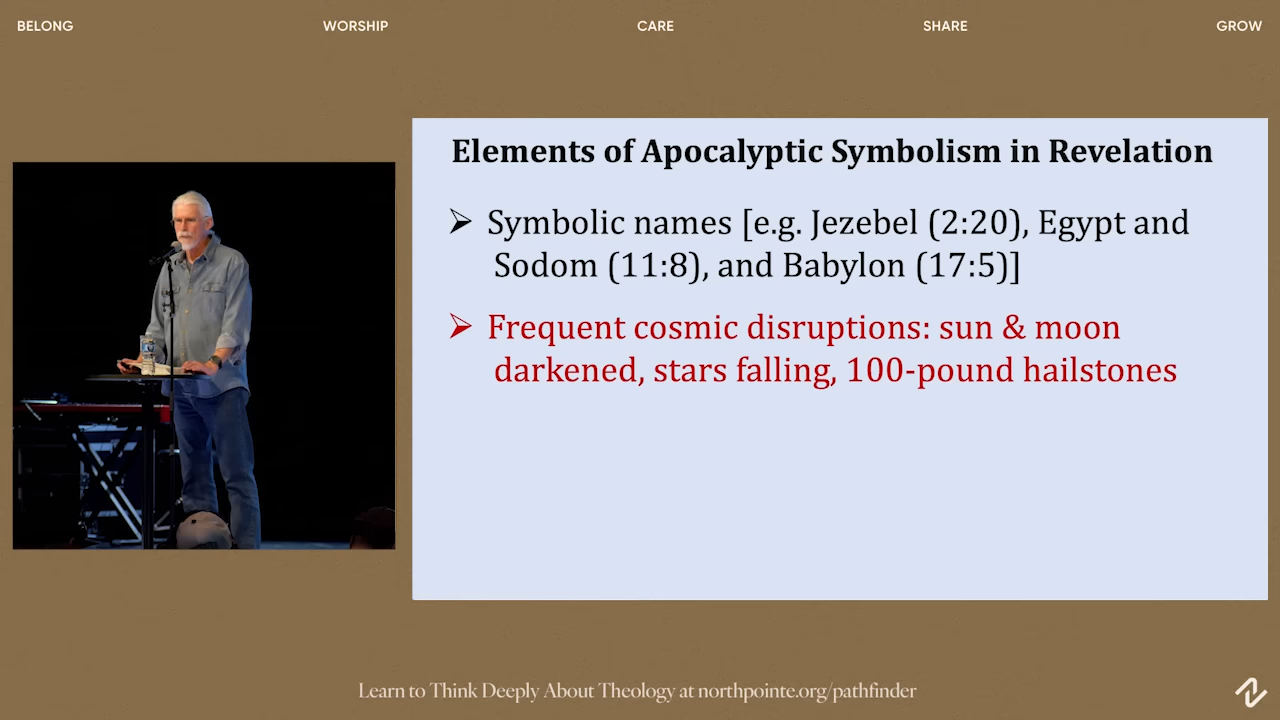 BELONG
WORSHIP
CARE
SHARE
GROW
Elements of Apocalyptic Symbolism in Revelation
➢ Symbolic names [e.g. Jezebel (2:20), Egypt and
Sodom (11:8), and Babylon (17:5)]
➢ Frequent cosmic disruptions: sun & moon
darkened, stars falling, 100-pound hailstones
Learn to Think Deeply About Theology at northpointe.org/pathfinder